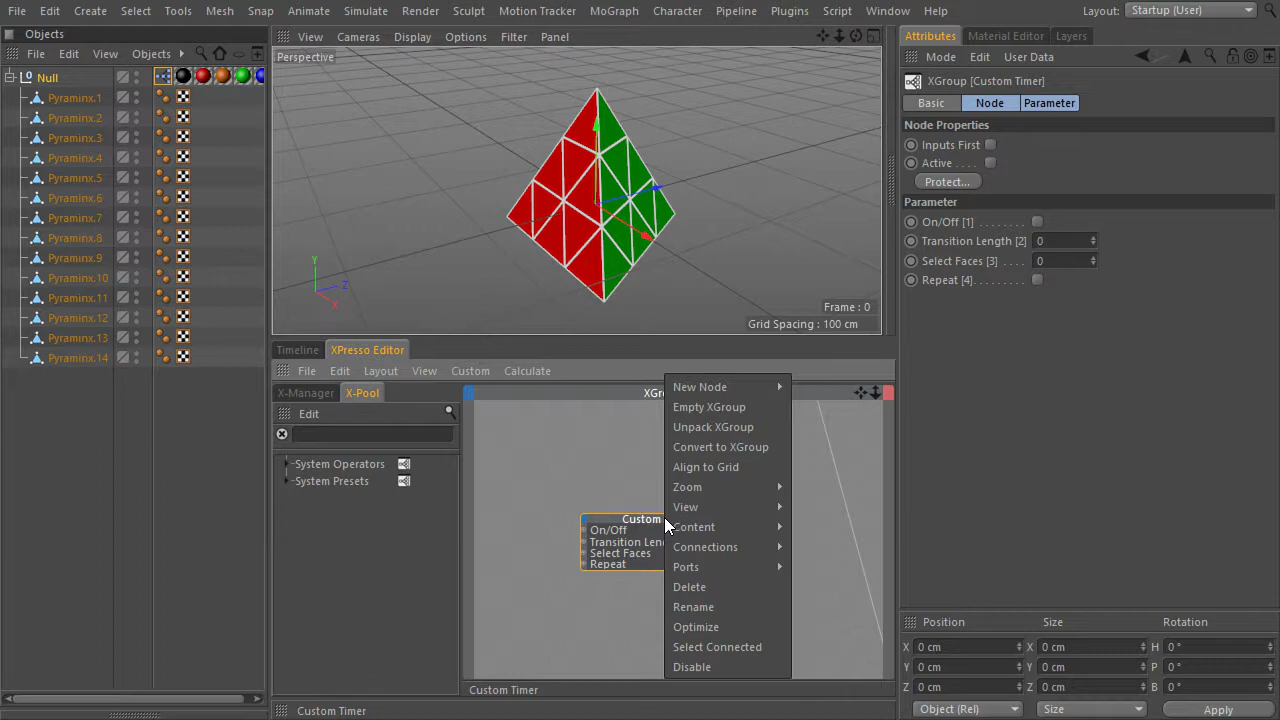 File Edit Create Select Tools Mesh Snap Animate Simulate Render Sculpt Motion Tracker MoGraph Character Pipeline Plugins Script Window Help Layout: Startup (User)
Objects
File Edit View Objects
Null
Pyraminx.1
Pyraminx.2
Pyraminx.3
Pyraminx.4
Pyraminx.5
Pyraminx.6
Pyraminx.7
Pyraminx.8
Pyraminx.9
Pyraminx.10
Pyraminx.11
Pyraminx.12
Pyraminx.13
Pyraminx.14
View Cameras Display Options Filter Panel
Perspective
Y
Z
X
Frame : 0
Grid Spacing : 100 cm
Timeline XPresso Editor
File Edit Layout View Custom Calculate
X-Manager X-Pool
Edit
System Operators
System Presets
XGro
Custom
On/Off
Transition Len
Select Faces
Repeat
New Node
Empty XGroup
Unpack XGroup
Convert to XGroup
Align to Grid
Zoom
View
Content
Connections
Ports
Delete
Rename
Optimize
Select Connected
Disable
Custom Timer
Custom Timer
Attributes Material Editor Layers
Mode Edit User Data
XGroup [Custom Timer]
Basic Node Parameter
Node Properties
Inputs First
Active . . . .
Protect...
Parameter
On/Off [1]
Transition Length [2] 0
Select Faces [3] 0
Repeat [4]. . . . . . . . .
Position Size Rotation
X 0 cm X 0 cm H 0 °
Y 0 cm Y 0 cm P 0 °
Z 0 cm Z 0 cm B 0 °
Object (Rel) Size Apply